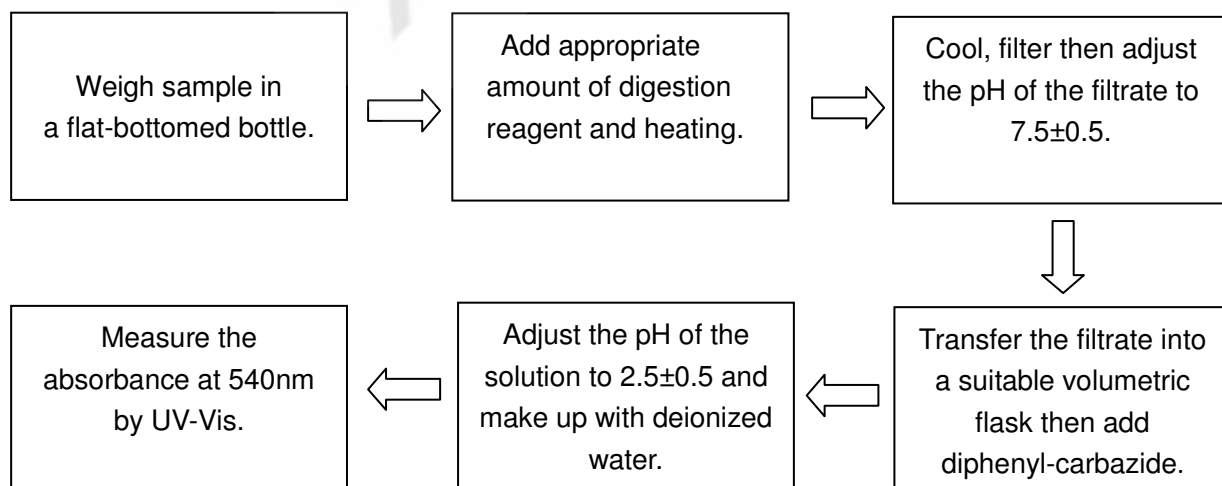 Weigh sample in
a flat-bottomed bottle.
Add appropriate
amount of digestion
reagent and heating.
Cool, filter then adjust
the pH of the filtrate to
7.5±0.5.
Transfer the filtrate into
a suitable volumetric
flask then add
diphenyl-carbazide.
Adjust the pH of the
solution to 2.5±0.5 and
make up with deionized
water.
Measure the
absorbance at 540nm
by UV-Vis.